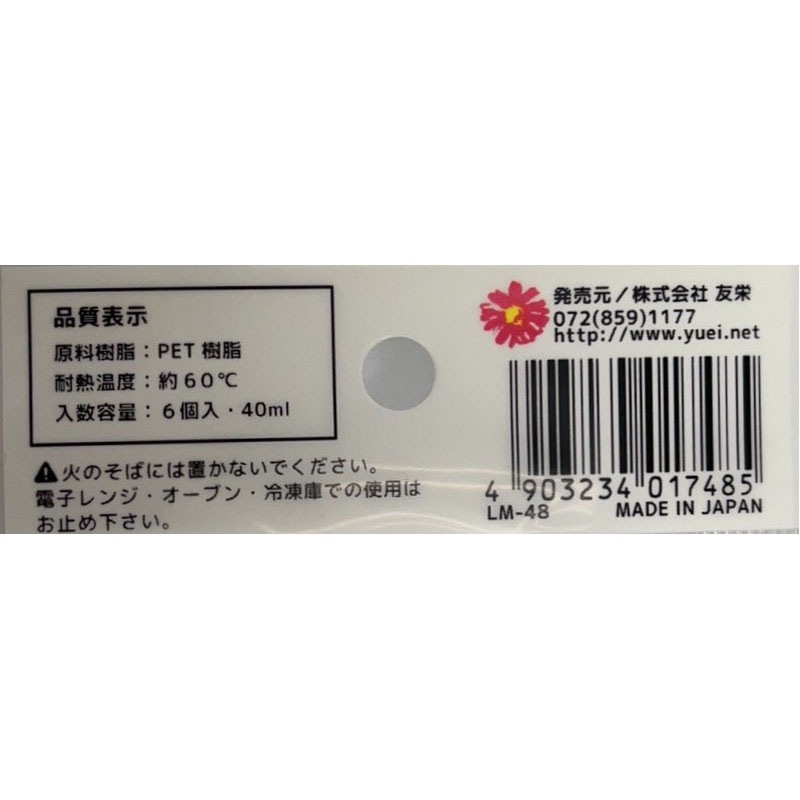 品質表示
原料樹脂：PET 樹脂
耐熱温度：約６０℃
入数容量：６個入・40ml
火のそばには置かないでください。
電子レンジ・オーブン・冷凍庫での使用は
お止め下さい。
発売元／株式会社 友栄
072(859)1177
http://www.yuei.net
4 903234 017485
LM-48 MADE IN JAPAN